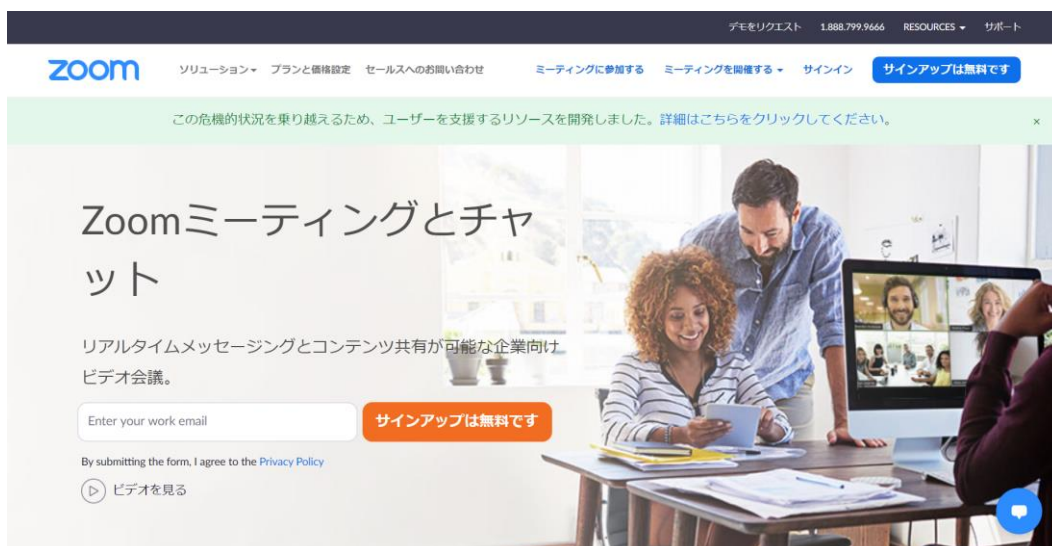 デモをリクエスト 1.888.799.9666 RESOURCES サポート
zoom ソリューション プランと価格設定 セールスへのお問い合わせ ミーティングに参加する ミーティングを開催する サインイン サインアップは無料です
この危機的状況を乗り越えるため、ユーザーを支援するリソースを開発しました。詳細はこちらをクリックしてください。 ×
Zoomミーティングとチャ
ット
リアルタイムメッセージングとコンテンツ共有が可能な企業向け
ビデオ会議。
Enter your work email サインアップは無料です
By submitting the form, I agree to the Privacy Policy
ビデオを見る